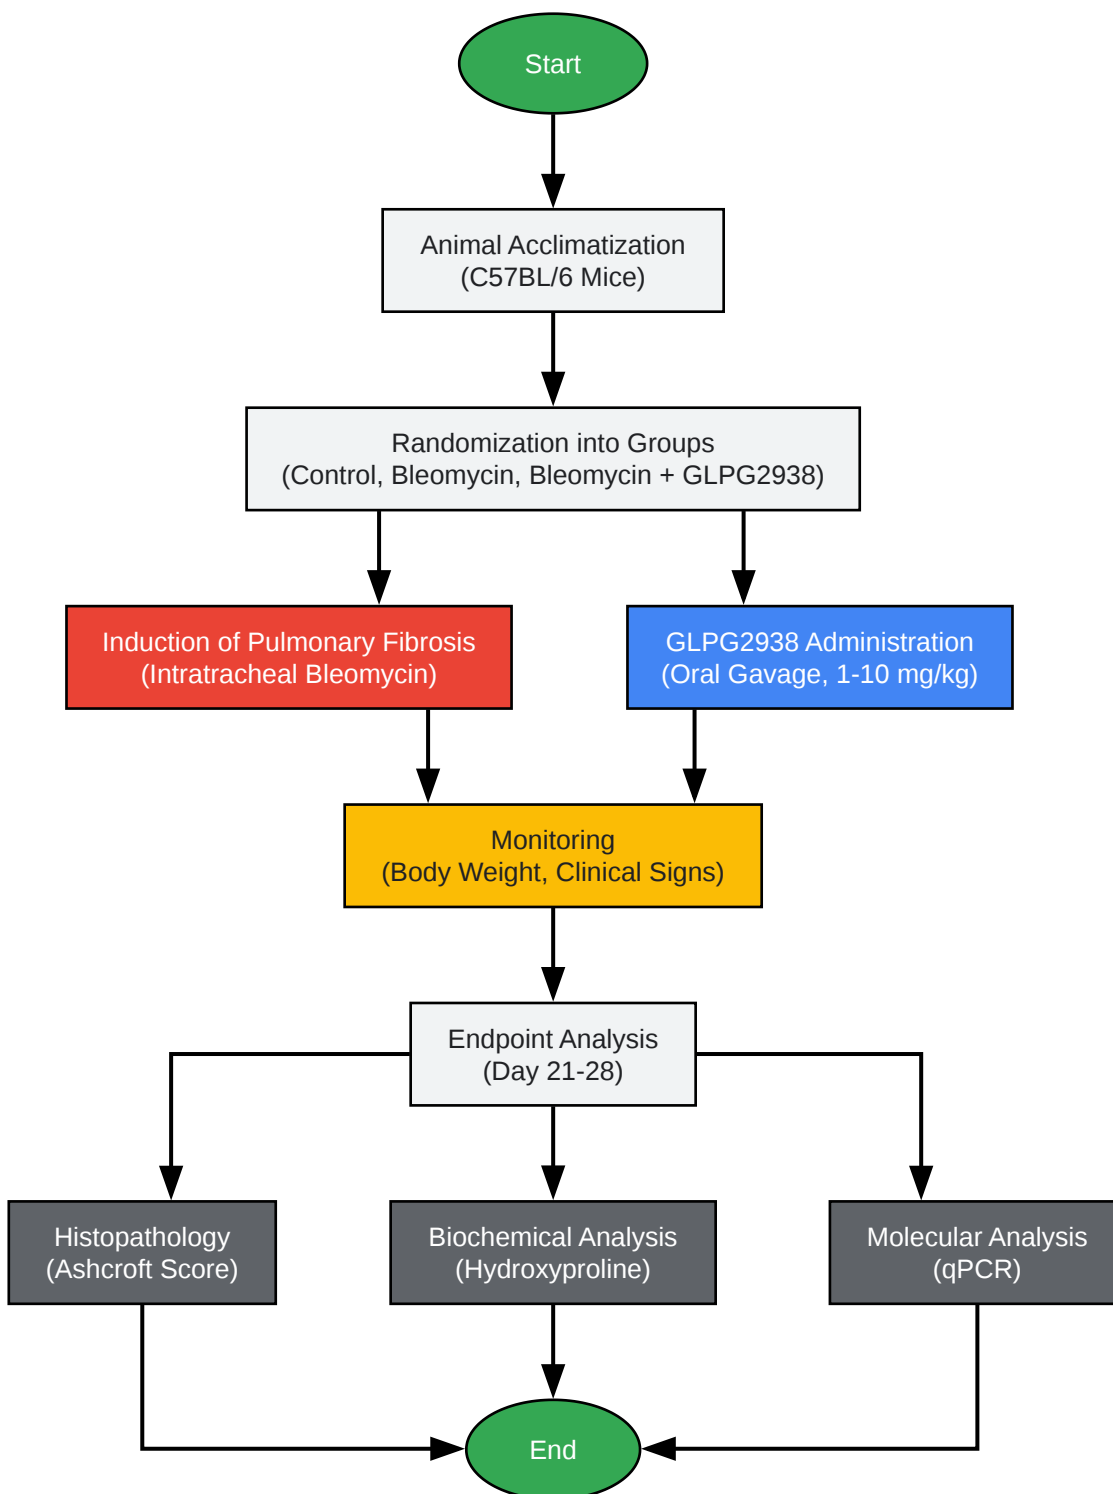 Start
Animal Acclimatization
(C57BL/6 Mice)
Randomization into Groups
(Control, Bleomycin, Bleomycin + GLPG2938)
Induction of Pulmonary Fibrosis
(Intratracheal Bleomycin)
GLPG2938 Administration
(Oral Gavage, 1-10 mg/kg)
Monitoring
(Body Weight, Clinical Signs)
Endpoint Analysis
(Day 21-28)
Histopathology
(Ashcroft Score)
Biochemical Analysis
(Hydroxyproline)
Molecular Analysis
(qPCR)
End